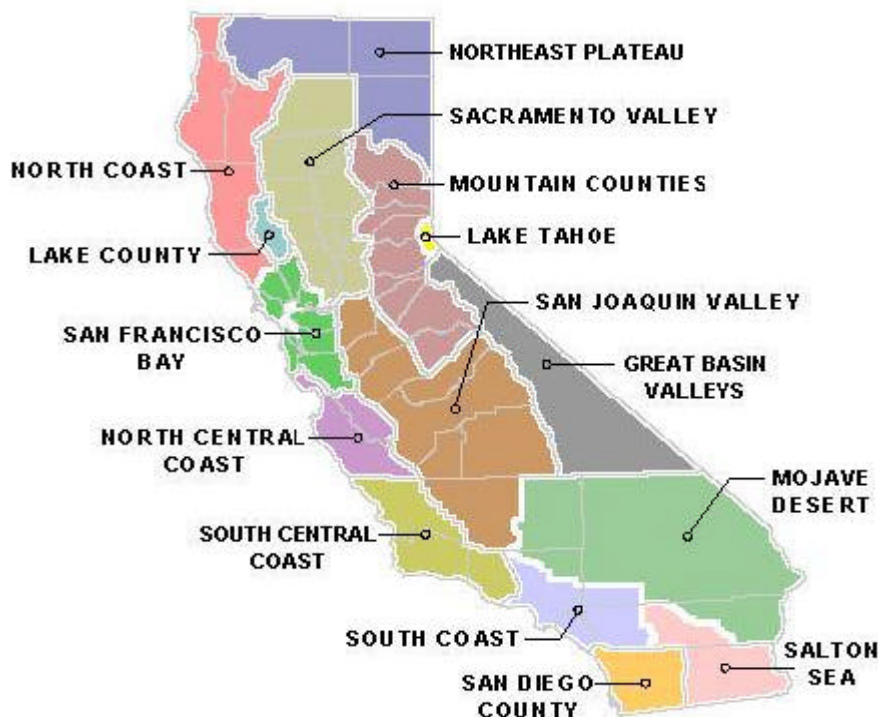 NORTHEAST PLATEAU
SACRAMENTO VALLEY
NORTH COAST
MOUNTAIN COUNTIES
LAKE TAHOE
LAKE COUNTY
SAN JOAQUIN VALLEY
SAN FRANCISCO
BAY
GREAT BASIN
VALLEYS
NORTH CENTRAL
COAST
MOJAVE
DESERT
SOUTH CENTRAL
COAST
SOUTH COAST
SALTON
SEA
SAN DIEGO
COUNTY